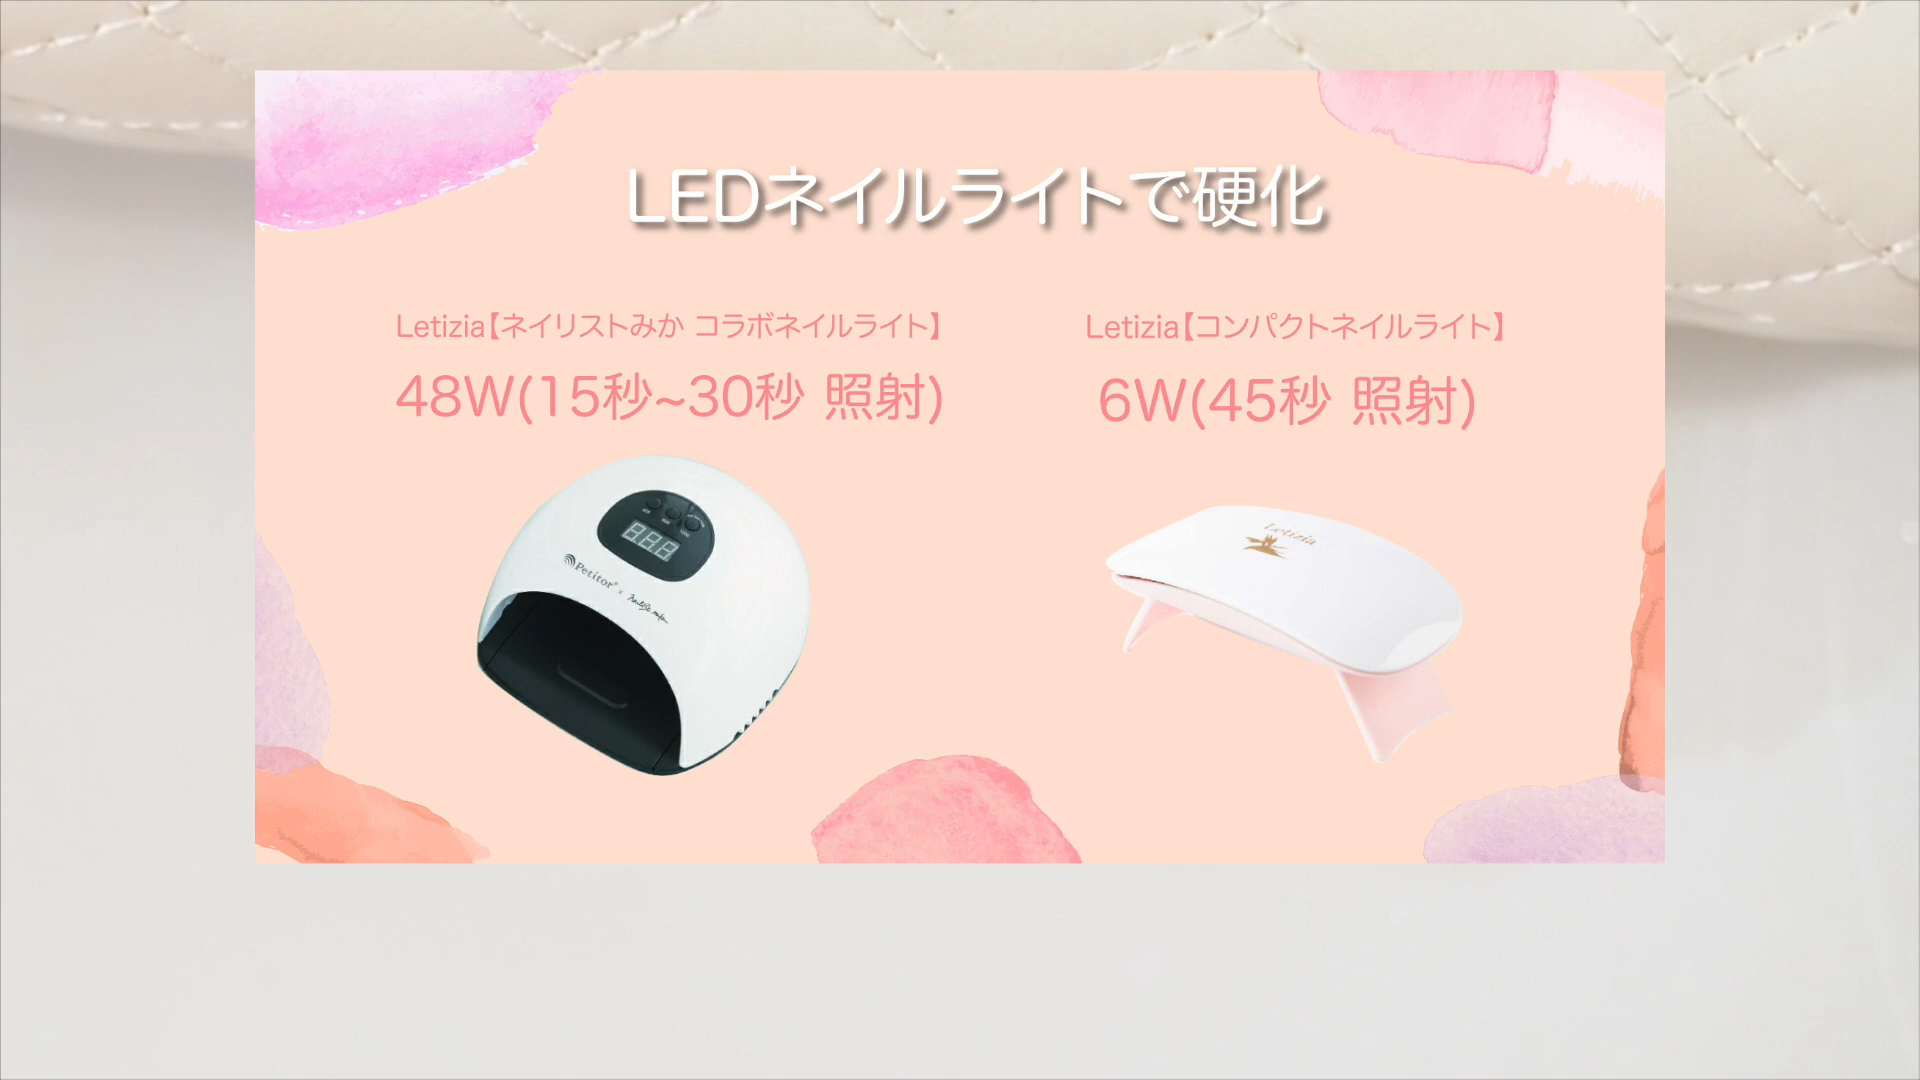 LEDネイルライトで硬化
Letizia【ネイリストみか コラボネイルライト】
48W(15秒~30秒 照射)
Letizia【コンパクトネイルライト】
6W(45秒 照射)
Petitor®
x
Letizia